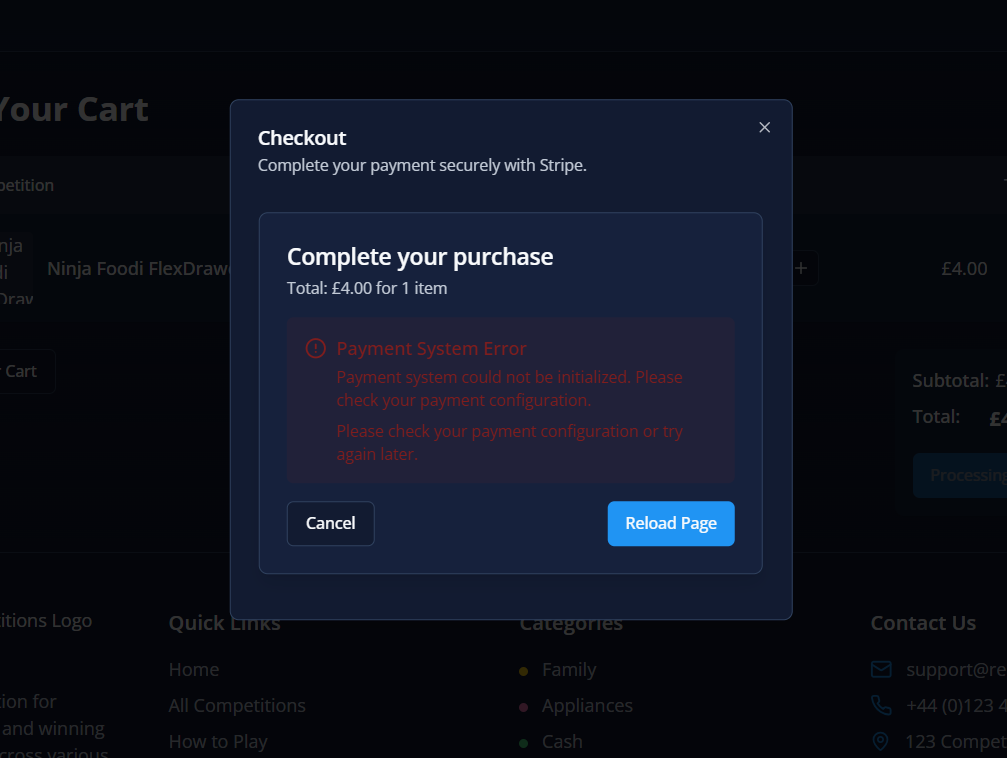 Your Cart
Checkout
Complete your payment securely with Stripe.
petition
nja
di
Dray
Ninja Foodi FlexDrawe
+
£4.00
Complete your purchase
Total: £4.00 for 1 item
Payment System Error
Payment system could not be initialized. Please
check your payment configuration.
Please check your payment configuration or try
again later.
Cart
Subtotal: £
Total: £4
Processing
Cancel
Reload Page
itions Logo
Quick Links
Categories
Contact Us
Home
Family
support@re
tion for
All Competitions
Appliances
+44 (0)123 4
and winning
How to Play
Cash
123 Compet
cross various